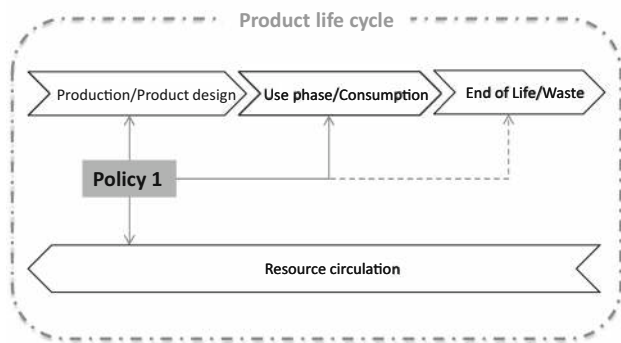 Product life cycle
Production/Product design
Use phase/Consumption
End of Life/Waste
Policy 1
Resource circulation